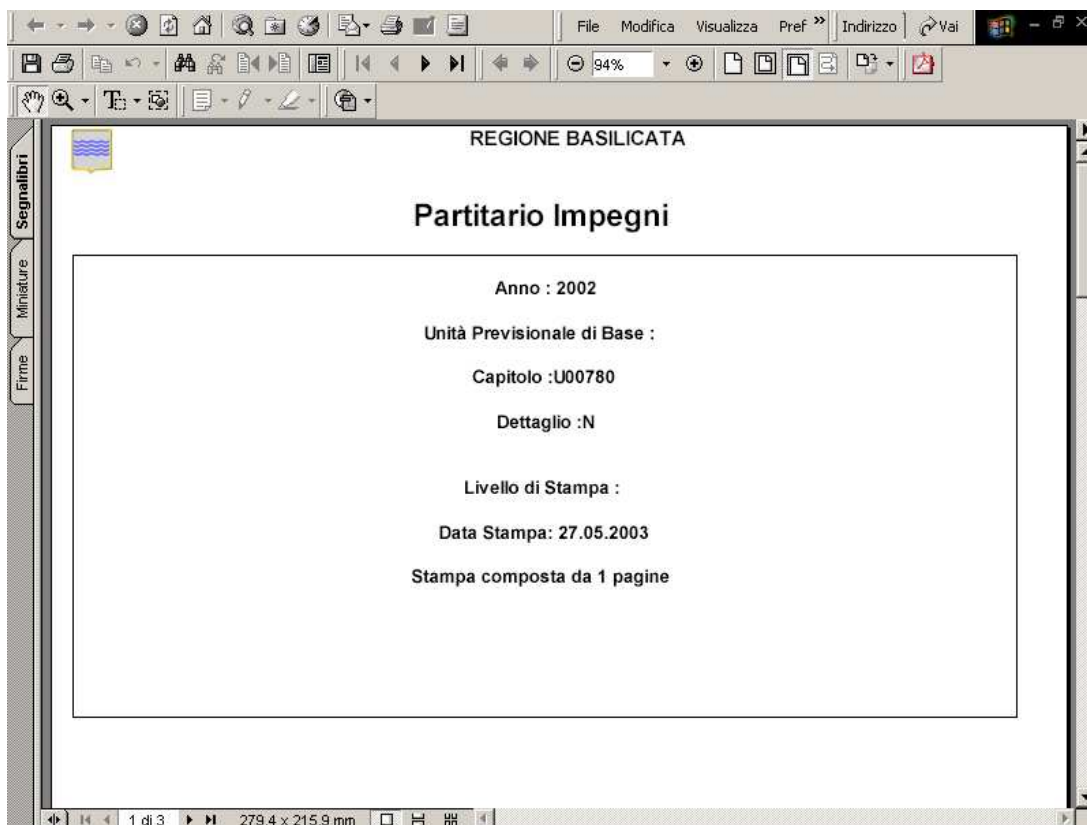 File Modifica Visualizza Pref » Indirizzo Vai
94%
Segnalibri
Miniature
Firme
REGIONE BASILICATA
Partitario Impegni
Anno : 2002
Unità Previsionale di Base :
Capitolo :U00780
Dettaglio :N
Livello di Stampa :
Data Stampa: 27.05.2003
Stampa composta da 1 pagine
1 di 3 279.4 x 215.9 mm